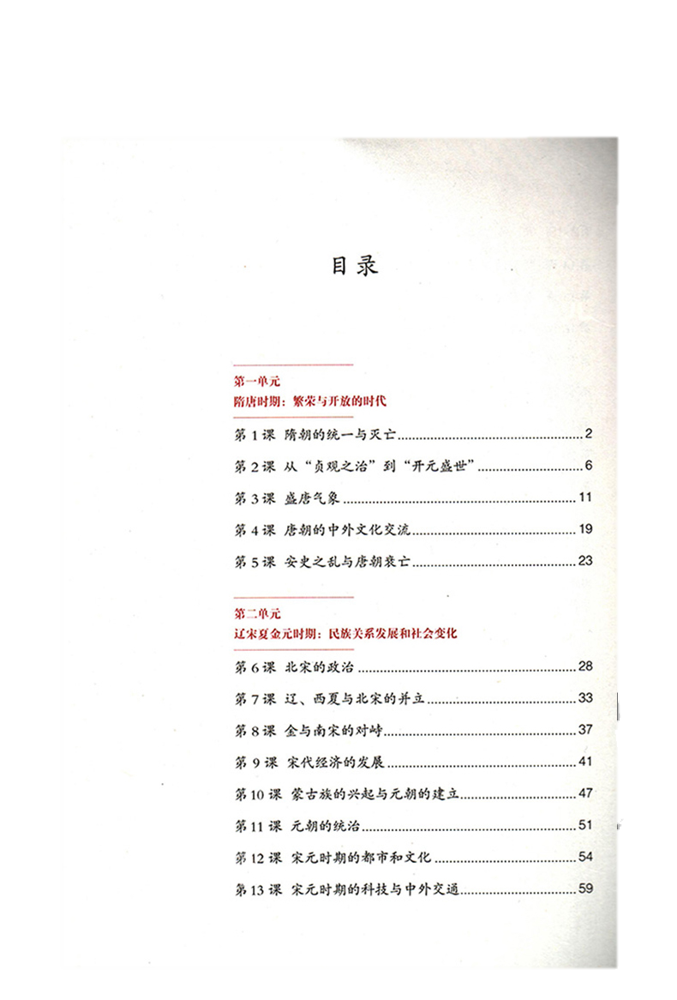 目录
第一单元
隋唐时期：繁荣与开放的时代
第 1 课 隋朝的统一与灭亡 2
第 2 课 从“贞观之治”到“开元盛世” 6
第 3 课 盛唐气象 11
第 4 课 唐朝的中外文化交流 19
第 5 课 安史之乱与唐朝衰亡 23
第二单元
辽宋夏金元时期：民族关系发展和社会变化
第 6 课 北宋的政治 28
第 7 课 辽、西夏与北宋的并立 33
第 8 课 金与南宋的对峙 37
第 9 课 宋代经济的发展 41
第 10 课 蒙古族的兴起与元朝的建立 47
第 11 课 元朝的统治 51
第 12 课 宋元时期的都市和文化 54
第 13 课 宋元时期的科技与中外交通 59